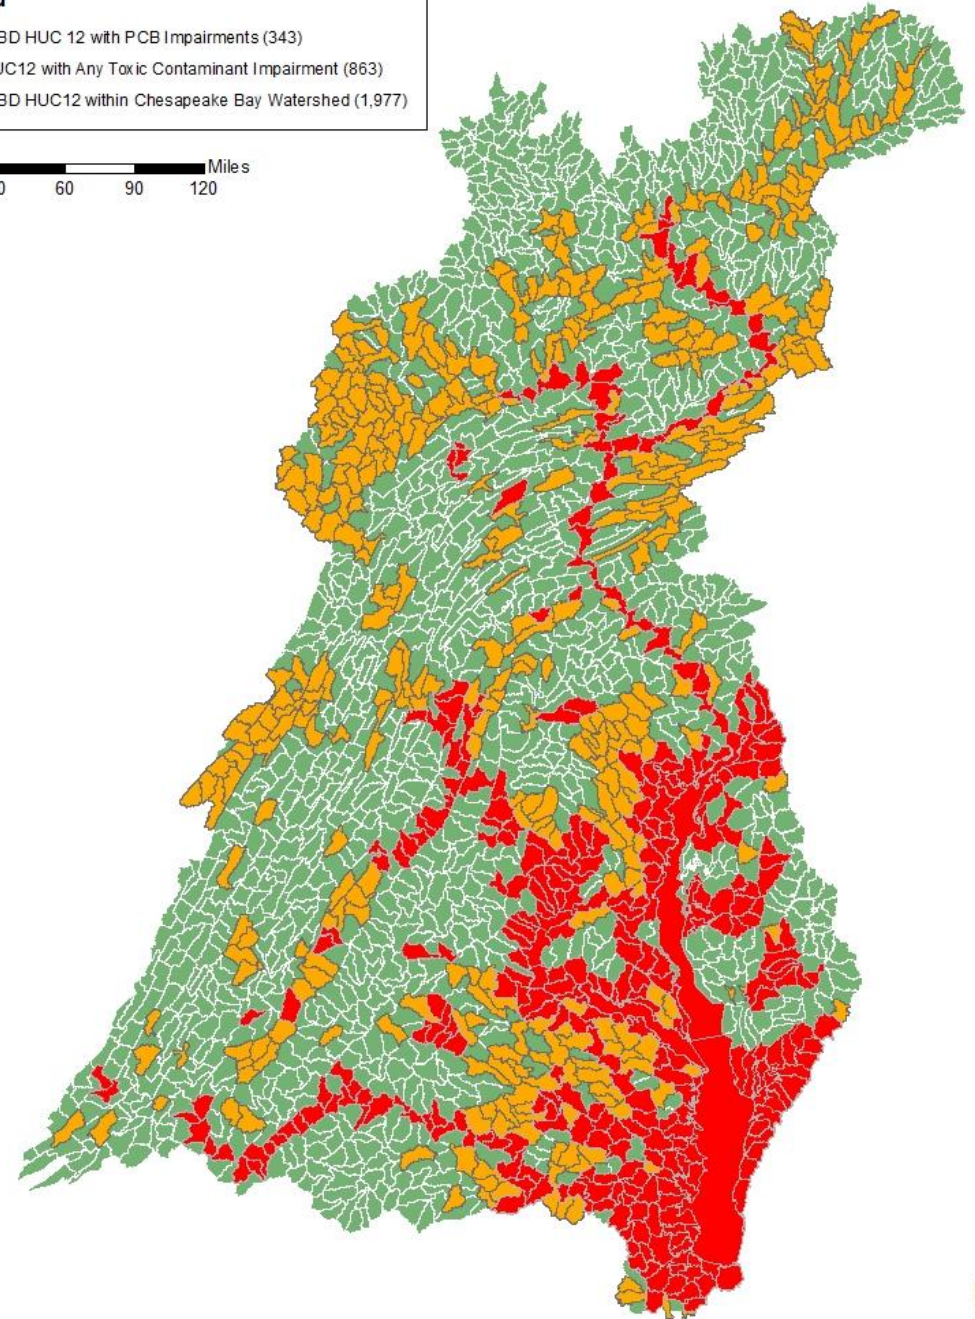 BD HUC 12 with PCB Impairments (343)
UC12 with Any Toxic Contaminant Impairment (863)
BD HUC12 within Chesapeake Bay Watershed (1,977)
Miles
0 60 90 120